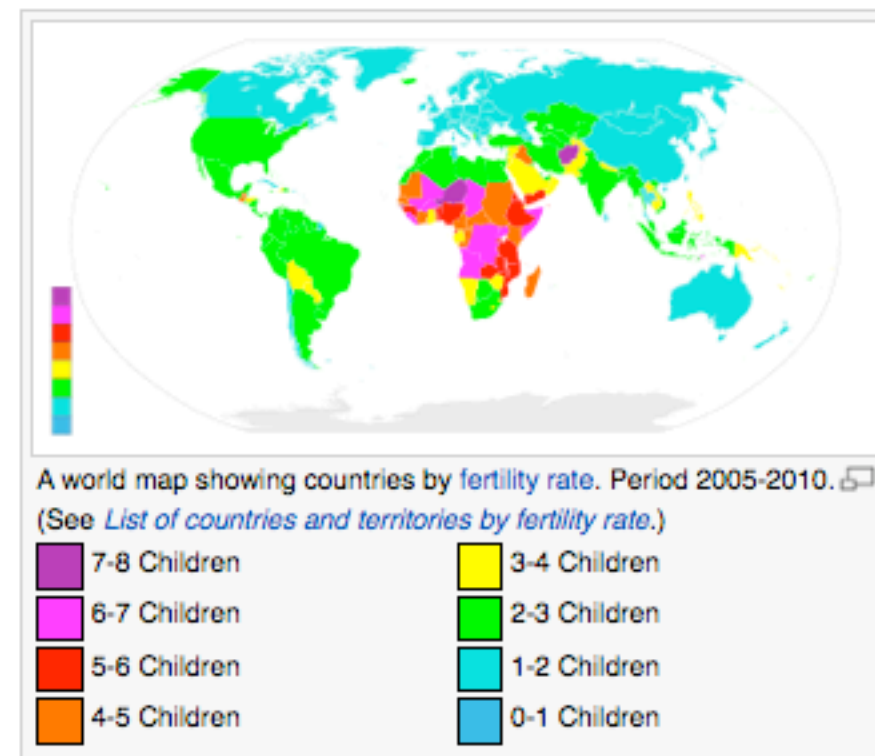 A world map showing countries by fertility rate. Period 2005-2010.
(See List of countries and territories by fertility rate.)
7-8 Children
6-7 Children
5-6 Children
4-5 Children
3-4 Children
2-3 Children
1-2 Children
0-1 Children